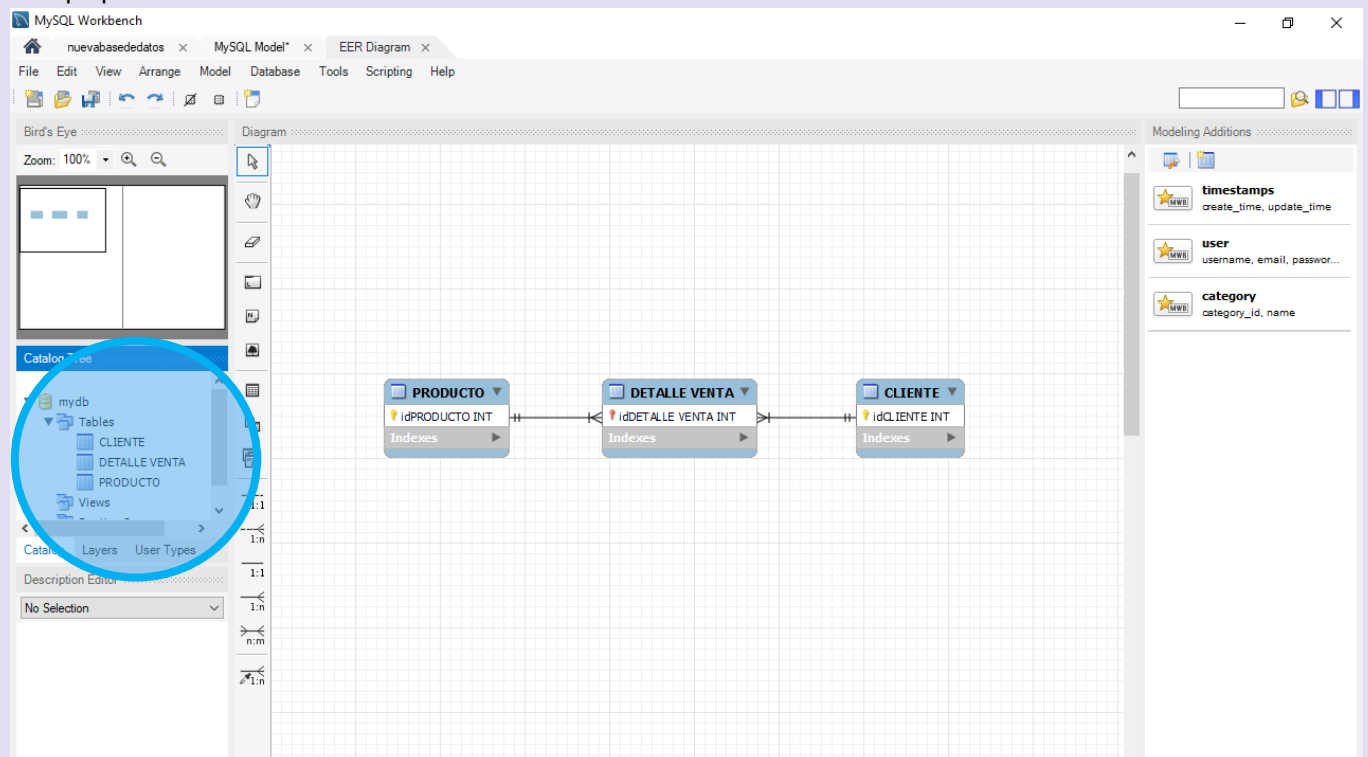 MySQL Workbench
nuevabasededatos × MySQL Model* × EER Diagram ×
File Edit View Arrange Model Database Tools Scripting Help
Bird's Eye
Zoom: 100%
Diagram
Modeling Additions
timestamps
create_time, update_time
user
username, email, passwor...
category
category_id, name
Catalog Tree
mydb
Tables
CLIENTE
DETALLE VENTA
PRODUCTO
Views
Catalog Layers User Types
Description Editor
No Selection
1:1
1:n
1:1
1:n
n:m
1:n
PRODUCTO
idPRODUCTO INT
Indexes
DETALLE VENTA
idDETALLE VENTA INT
Indexes
CLIENTE
idCLIENTE INT
Indexes
MWB
MWB
MWB